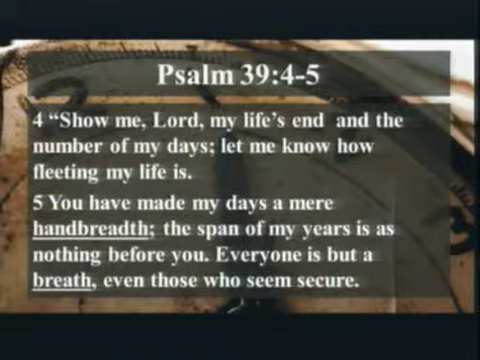 Psalm 39:4-5
4 “Show me, Lord, my life’s end and the
number of my days; let me know how
fleeting my life is.
5 You have made my days a mere
handbreadth; the span of my years is as
nothing before you. Everyone is but a
breath, even those who seem secure.